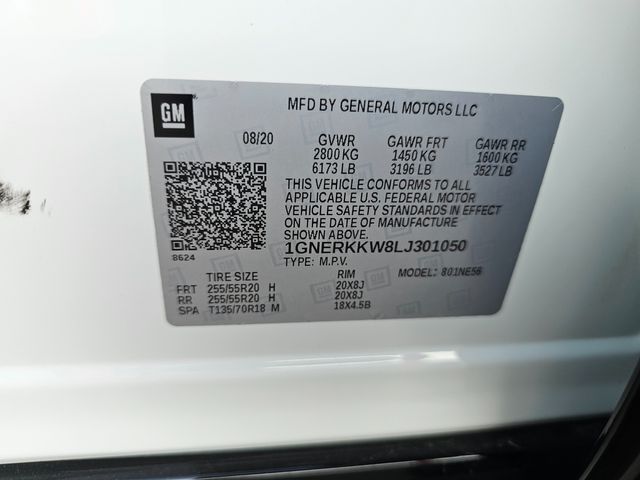 GM
MFD BY GENERAL MOTORS LLC
08/20 GVWR GAWR FRT GAWR RR
2800 KG 1450 KG 1600 KG
6173 LB 3196 LB 3527 LB
THIS VEHICLE CONFORMS TO ALL
APPLICABLE U.S. FEDERAL MOTOR
VEHICLE SAFETY STANDARDS IN EFFECT
ON THE DATE OF MANUFACTURE
SHOWN ABOVE.
8624
1GNERKKW8LJ301050
TYPE: M.P.V. MODEL: 801NE56
TIRE SIZE RIM
FRT 255/55R20 H 20X8J
RR 255/55R20 H 20X8J
SPA T135/70R18 M 18X4.5B